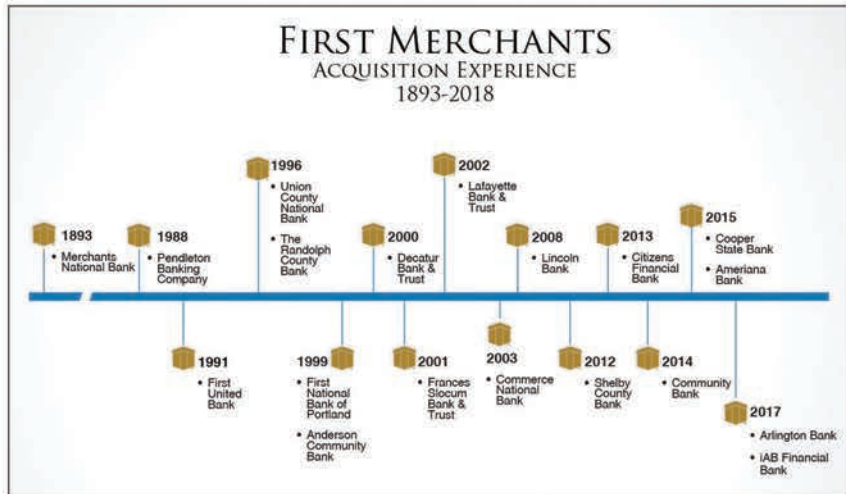 FIRST MERCHANTS
ACQUISITION EXPERIENCE
1893-2018
1893
• Merchants
National Bank
1988
• Pendleton
Banking
Company
1991
• First
United
Bank
1996
• Union
County
National
Bank
• The
Randolph
County
Bank
1999
• First
National
Bank of
Portland
• Anderson
Community
Bank
2000
• Decatur
Bank &
Trust
2001
• Frances
Slocum
Bank &
Trust
2002
• Lafayette
Bank &
Trust
2003
• Commerce
National
Bank
2008
• Lincoln
Bank
2012
• Shelby
County
Bank
2013
• Citizens
Financial
Bank
2014
• Community
Bank
2015
• Cooper
State Bank
• Ameriana
Bank
2017
• Arlington Bank
• iAB Financial
Bank